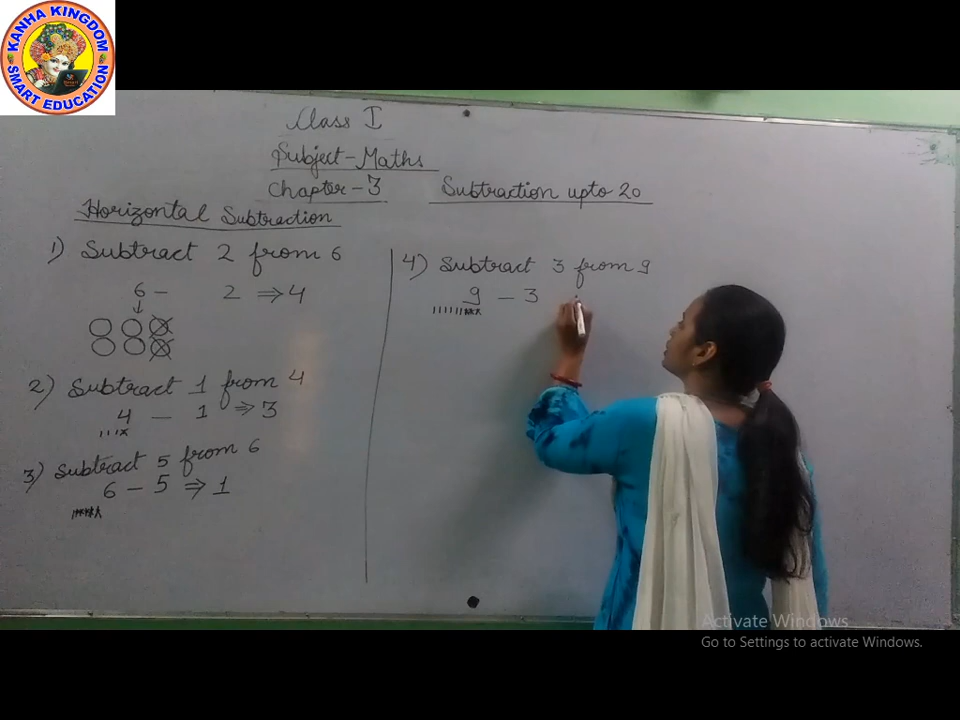 KANHA KINGDOM
SMART EDUCATION
Class I
Subject-Maths
Chapter-3 Subtraction upto 20
Horizontal Subtraction
1) Subtract 2 from 6
6 - 2 ⇒ 4
2) Subtract 1 from 4
4 - 1 ⇒ 3
3) Subtract 5 from 6
6 - 5 ⇒ 1
4) Subtract 3 from 9
9 - 3
Activate Windows
Go to Settings to activate Windows.